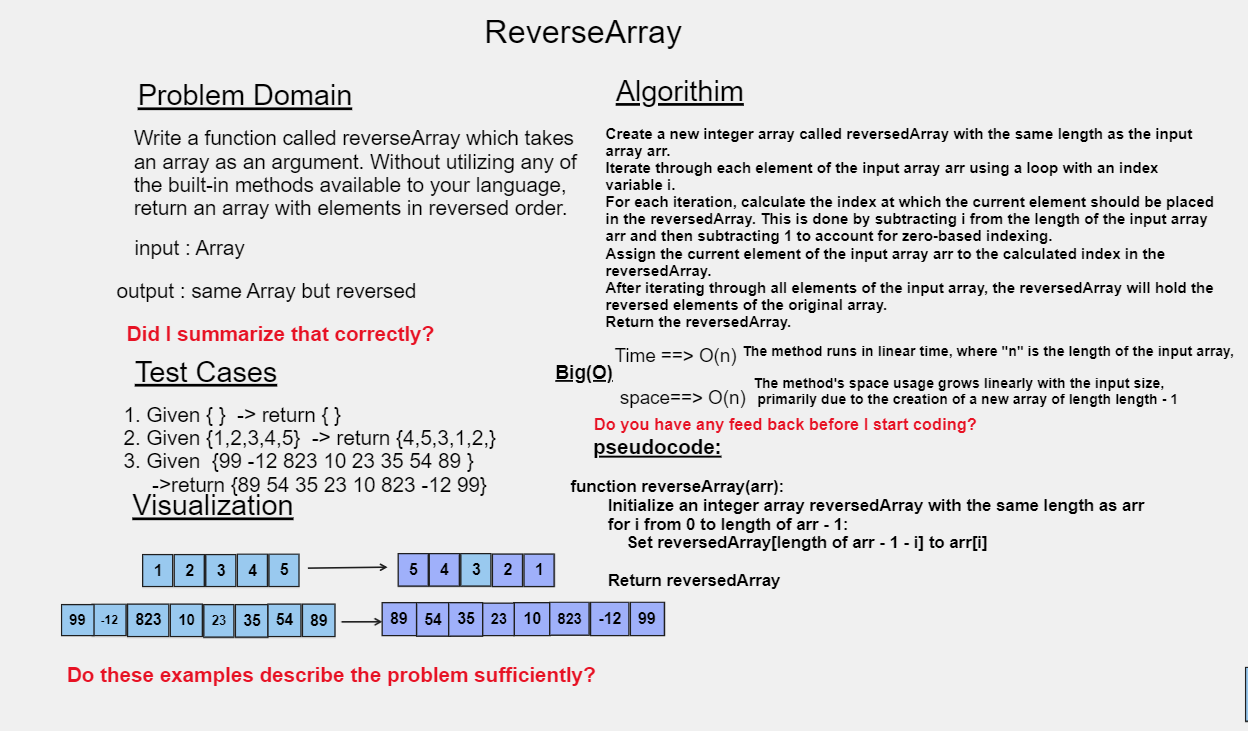 ReverseArray
Problem Domain
Write a function called reverseArray which takes
an array as an argument. Without utilizing any of
the built-in methods available to your language,
return an array with elements in reversed order.
input : Array
output : same Array but reversed
Did I summarize that correctly?
Test Cases
1. Given { }  -> return { }
2. Given {1,2,3,4,5}  -> return {4,5,3,1,2,}
3. Given  {99 -12 823 10 23 35 54 89 }
->return {89 54 35 23 10 823 -12 99}
Visualization
1 2 3 4 5
5 4 3 2 1
99 -12 823 10 23 35 54 89
89 54 35 23 10 823 -12 99
Do these examples describe the problem sufficiently?
Algorithim
Create a new integer array called reversedArray with the same length as the input
array arr.
Iterate through each element of the input array arr using a loop with an index
variable i.
For each iteration, calculate the index at which the current element should be placed
in the reversedArray. This is done by subtracting i from the length of the input array
arr and then subtracting 1 to account for zero-based indexing.
Assign the current element of the input array arr to the calculated index in the
reversedArray.
After iterating through all elements of the input array, the reversedArray will hold the
reversed elements of the original array.
Return the reversedArray.
Big(O)
Time ==> O(n) The method runs in linear time, where "n" is the length of the input array,
space==> O(n) The method's space usage grows linearly with the input size,
primarily due to the creation of a new array of length length - 1
Do you have any feed back before I start coding?
pseudocode:
function reverseArray(arr):
Initialize an integer array reversedArray with the same length as arr
for i from 0 to length of arr - 1:
Set reversedArray[length of arr - 1 - i] to arr[i]
Return reversedArray